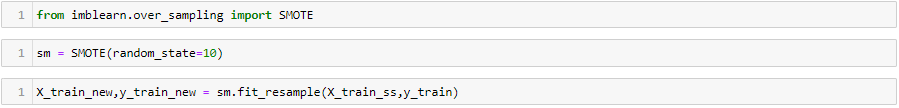 1 from imblearn.over_sampling import SMOTE
1 sm = SMOTE(random_state=10)
1 X_train_new,y_train_new = sm.fit_resample(X_train_ss,y_train)